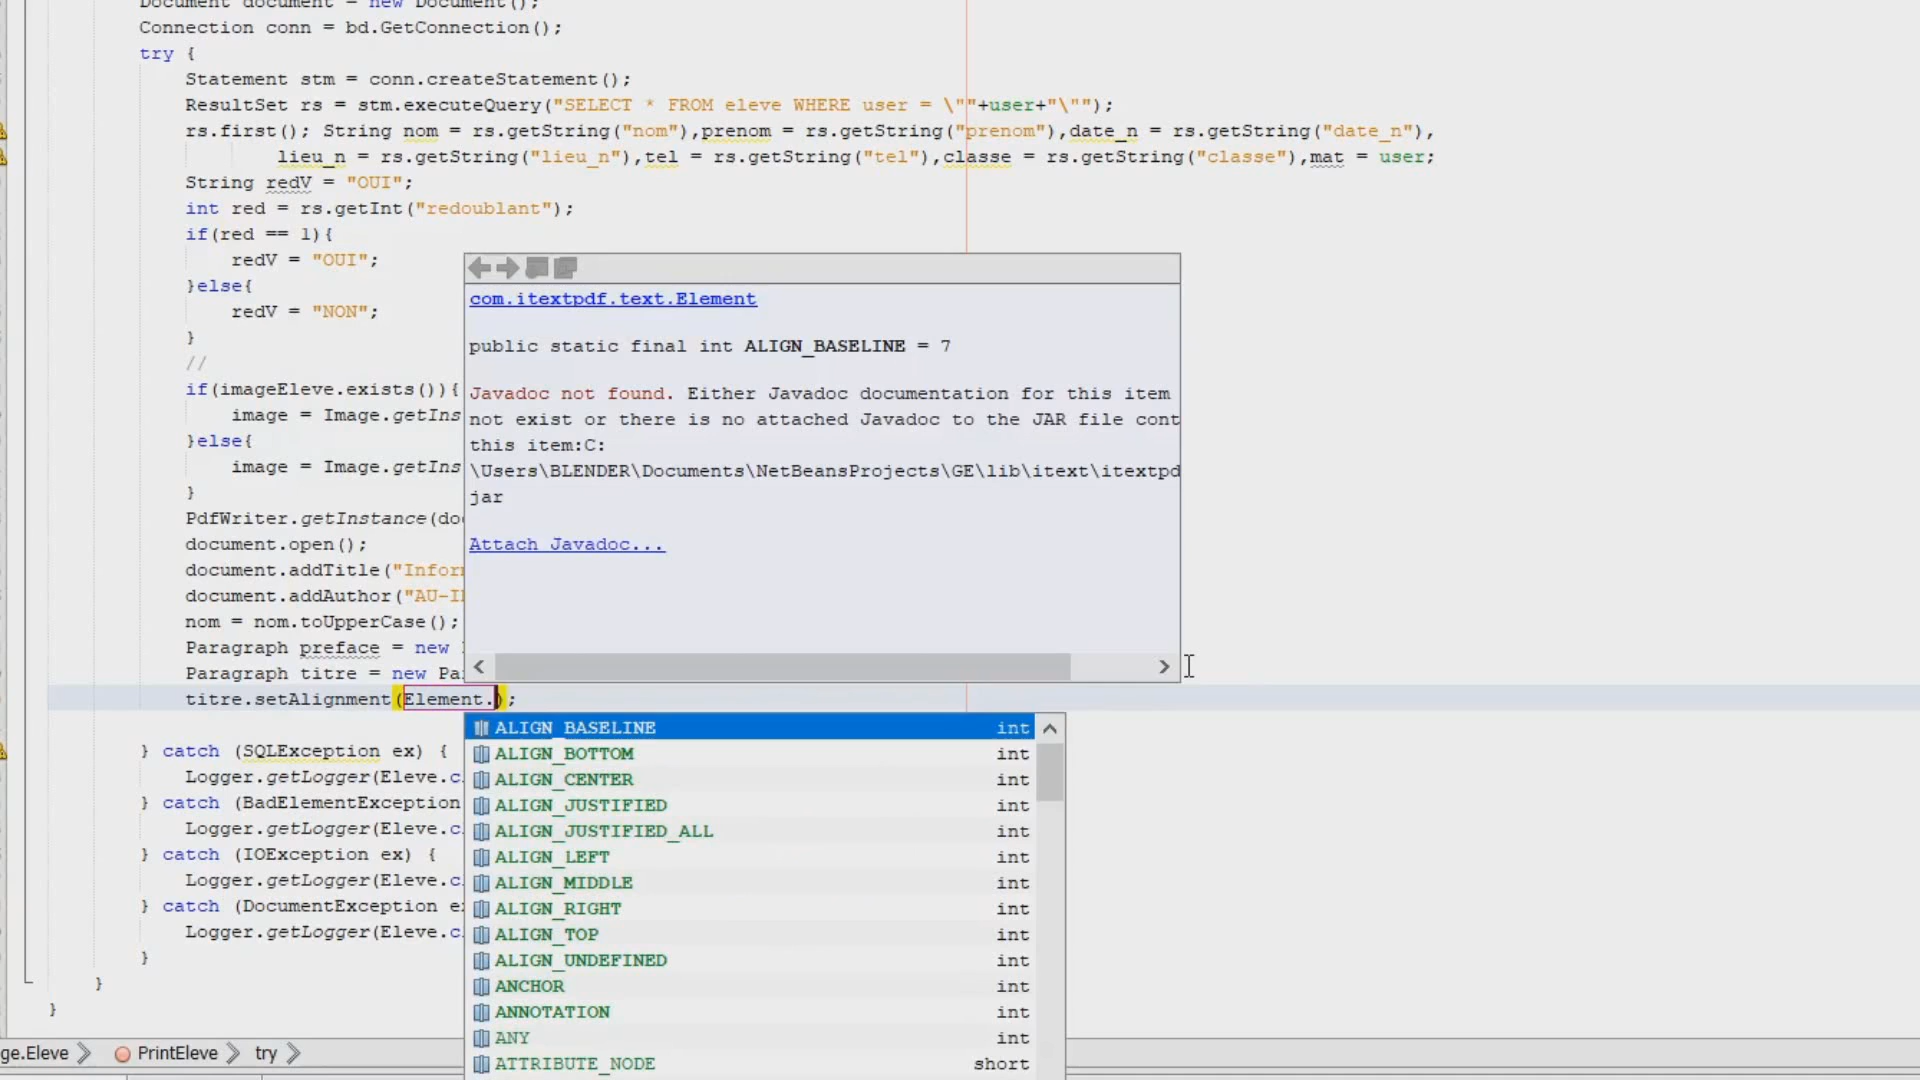 Document document = new Document();
Connection conn = bd.GetConnection();
try {
Statement stm = conn.createStatement();
ResultSet rs = stm.executeQuery("SELECT * FROM eleve WHERE user = \""+user+"\"");
rs.first(); String nom = rs.getString("nom"),prenom = rs.getString("prenom"),date_n = rs.getString("date_n"),
lieu_n = rs.getString("lieu_n"),tel = rs.getString("tel"),classe = rs.getString("classe"),mat = user;
String redV = "OUI";
int red = rs.getInt("redoublant");
if(red == 1){
redV = "OUI";
}else{
redV = "NON";
}
//
if(imageEleve.exists()){
image = Image.getIns
}else{
image = Image.getIns
}
PdfWriter.getInstance(do
document.open();
document.addTitle("Infor
document.addAuthor("AU-I
nom = nom.toUpperCase();
Paragraph preface = new
Paragraph titre = new Pa
titre.setAlignment(Element.);
} catch (SQLException ex) {
Logger.getLogger(Eleve.c
} catch (BadElementException
Logger.getLogger(Eleve.c
} catch (IOException ex) {
Logger.getLogger(Eleve.c
} catch (DocumentException e
Logger.getLogger(Eleve.c
}
}
}
com.itextpdf.text.Element
public static final int ALIGN_BASELINE = 7
Javadoc not found. Either Javadoc documentation for this item
not exist or there is no attached Javadoc to the JAR file cont
this item:C:
\Users\BLENDER\Documents\NetBeansProjects\GE\lib\itext\itextpd
jar
Attach Javadoc...
ALIGN_BASELINE int
ALIGN_BOTTOM int
ALIGN_CENTER int
ALIGN_JUSTIFIED int
ALIGN_JUSTIFIED_ALL int
ALIGN_LEFT int
ALIGN_MIDDLE int
ALIGN_RIGHT int
ALIGN_TOP int
ALIGN_UNDEFINED int
ANCHOR int
ANNOTATION int
ANY int
ATTRIBUTE_NODE short
ge.Eleve PrintEleve try